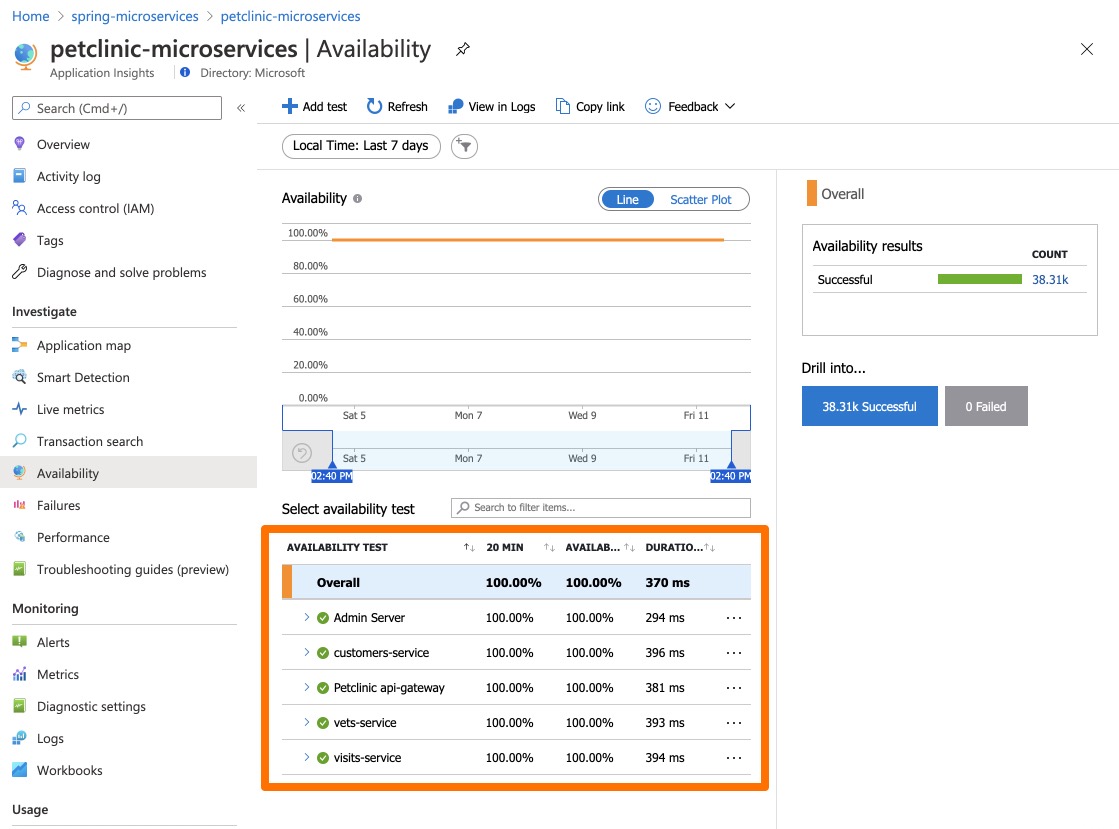 Home > spring-microservices > petclinic-microservices
petclinic-microservices | Availability
Application Insights
Directory: Microsoft
Search (Cmd+/)
«
Overview
Activity log
Access control (IAM)
Tags
Diagnose and solve problems
Investigate
Application map
Smart Detection
Live metrics
Transaction search
Availability
Failures
Performance
Troubleshooting guides (preview)
Monitoring
Alerts
Metrics
Diagnostic settings
Logs
Workbooks
Usage
Add test Refresh View in Logs Copy link Feedback
Local Time: Last 7 days
Availability
Line Scatter Plot
100.00%
80.00%
60.00%
40.00%
20.00%
0.00%
Sat 5 Mon 7 Wed 9 Fri 11
Sat 5 Mon 7 Wed 9 Fri 11
02:40 PM 02:40 PM
Select availability test
Search to filter items...
AVAILABILITY TEST 20 MIN AVAILAB... DURATIO...
Overall 100.00% 100.00% 370 ms
Admin Server 100.00% 100.00% 294 ms ...
customers-service 100.00% 100.00% 396 ms ...
Petclinic api-gateway 100.00% 100.00% 381 ms ...
vets-service 100.00% 100.00% 393 ms ...
visits-service 100.00% 100.00% 394 ms ...
Overall
Availability results
COUNT
Successful 38.31k
Drill into...
38.31k Successful 0 Failed